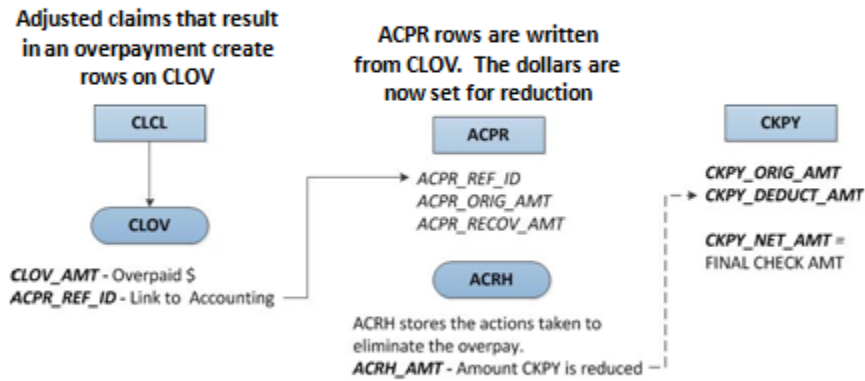 Adjusted claims that result
in an overpayment create
rows on CLOV
CLCL
CLOV
CLOV_AMT - Overpaid $
ACPR_REF_ID - Link to Accounting
ACPR rows are written
from CLOV. The dollars are
now set for reduction
ACPR
ACPR_REF_ID
ACPR_ORIG_AMT
ACPR_RECOV_AMT
ACRH
ACRH stores the actions taken to
eliminate the overpay.
ACRH_AMT - Amount CKPY is reduced
CKPY
CKPY_ORIG_AMT
CKPY_DEDUCT_AMT
CKPY_NET_AMT =
FINAL CHECK AMT